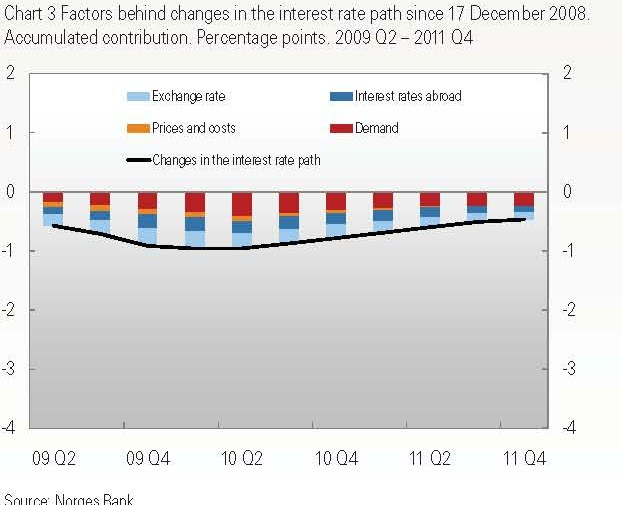 Chart 3 Factors behind changes in the interest rate path since 17 December 2008.
Accumulated contribution. Percentage points. 2009 Q2 – 2011 Q4
2 2
Exchange rate Interest rates abroad
1 1
Prices and costs Demand
Changes in the interest rate path
0 0
-1 -1
-2 -2
-3 -3
-4 -4
09 Q2 09 Q4 10 Q2 10 Q4 11 Q2 11 Q4
Source: Norges Bank